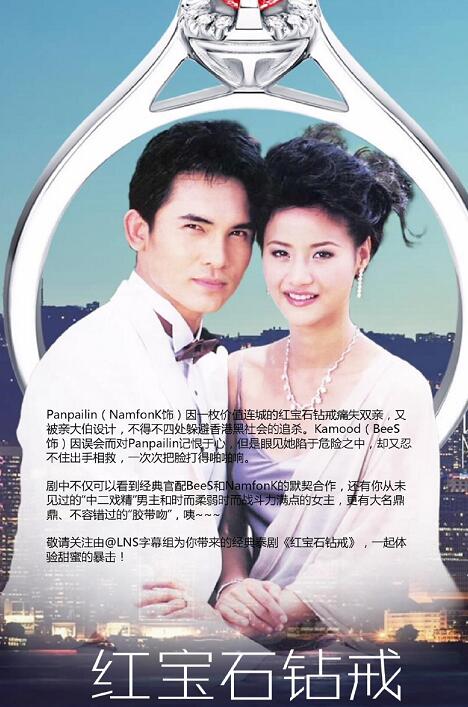 Panpailin（NamfonK饰）因一枚价值连城的红宝石钻戒痛失双亲，又
被亲大伯设计，不得不四处躲避香港黑社会的追杀。Kamood（BeeS
饰）因误会而对Panpailin记恨于心，但是眼见她陷于危险之中，却又忍
不住出手相救，一次次把脸打得啪啪响。
剧中不仅可以看到经典官配BeeS和NamfonK的默契合作，还有你从未
见过的“中二戏精”男主和时而柔弱时而战斗力满点的女主，更有大名鼎
鼎、不容错过的“胶带吻”，咦~~~
敬请关注由@LNS字幕组为你带来的经典泰剧《红宝石钻戒》，一起体
验甜蜜的暴击！
红宝石钻戒